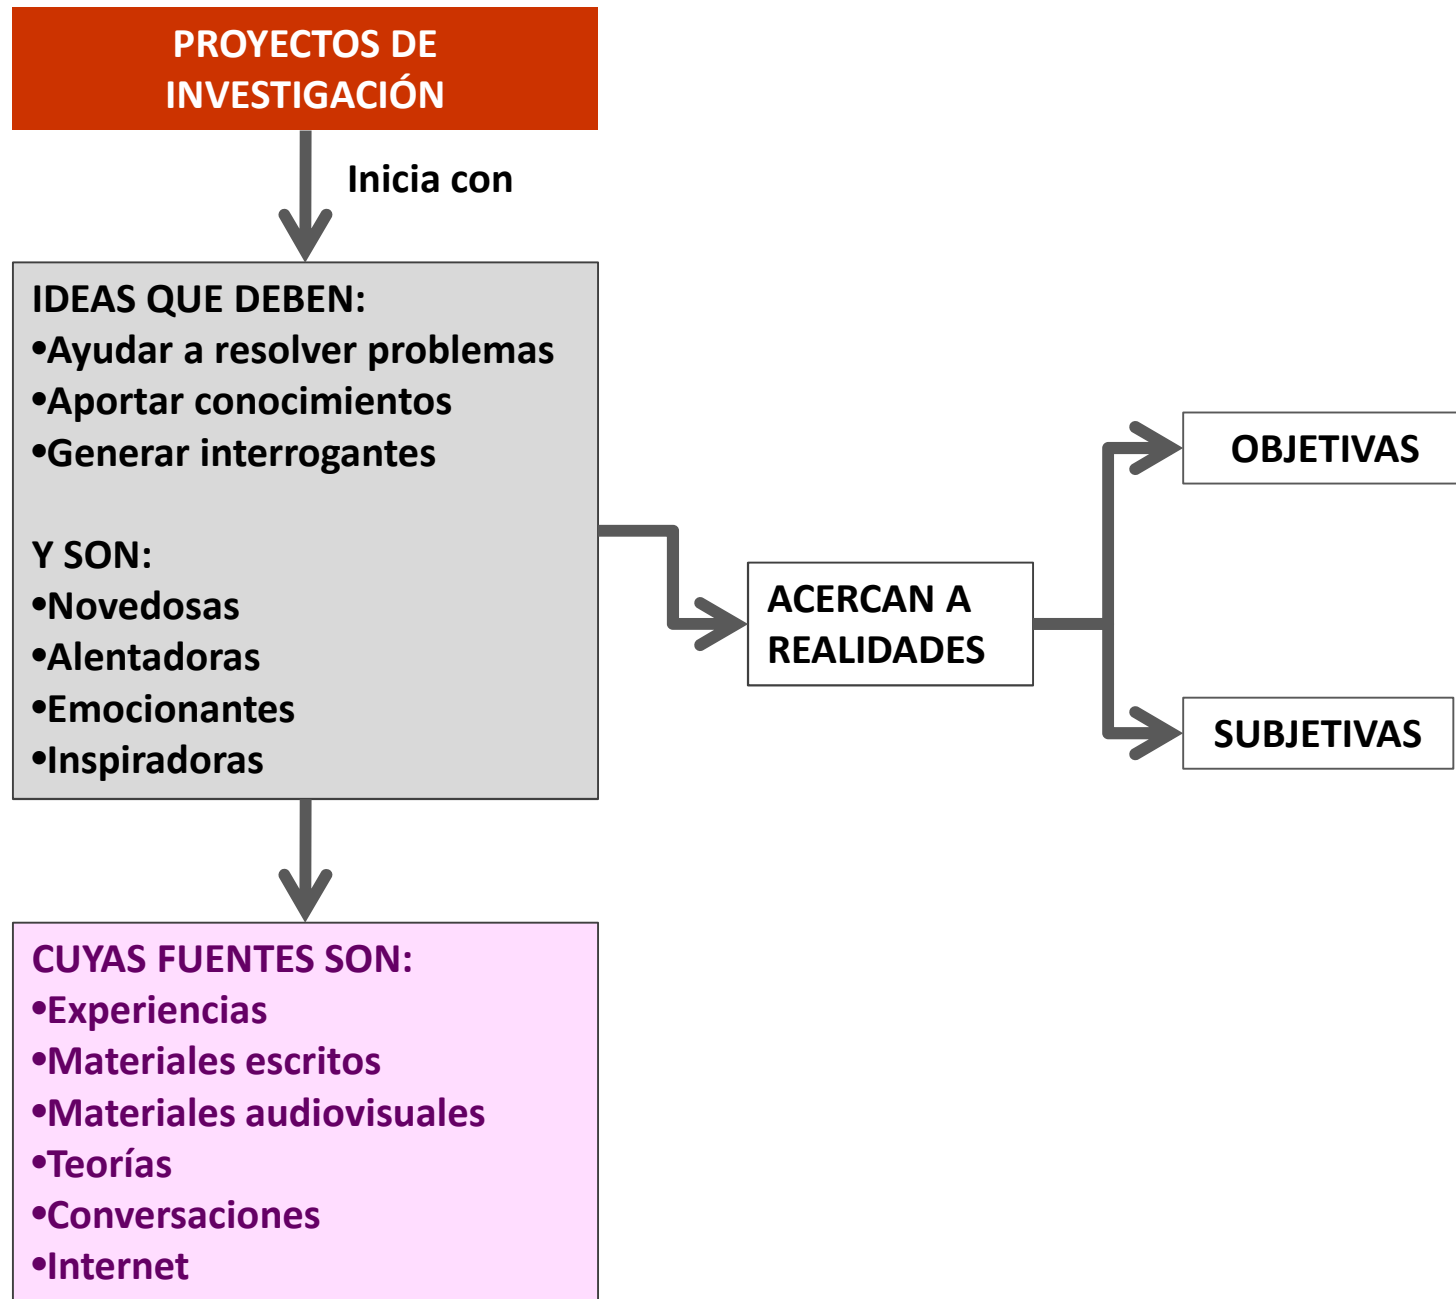 PROYECTOS DE
INVESTIGACIÓN
Inicia con
IDEAS QUE DEBEN:
•Ayudar a resolver problemas
•Aportar conocimientos
•Generar interrogantes
Y SON:
•Novedosas
•Alentadoras
•Emocionantes
•Inspiradoras
ACERCAN A
REALIDADES
OBJETIVAS
SUBJETIVAS
CUYAS FUENTES SON:
•Experiencias
•Materiales escritos
•Materiales audiovisuales
•Teorías
•Conversaciones
•Internet